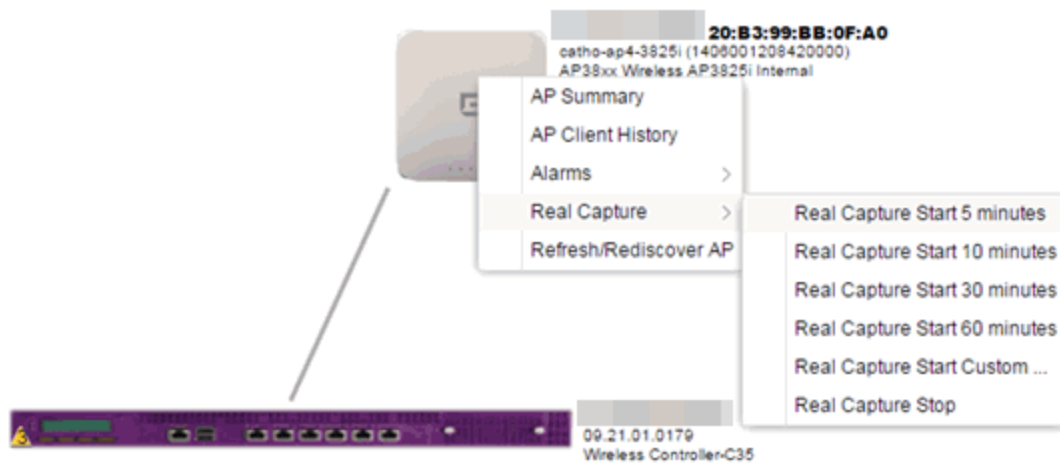 20:B3:99:BB:0F:A0
catho-ap4-3825i (1406001208420000)
AP38xx Wireless AP3825i Internal
AP Summary
AP Client History
Alarms
Real Capture
Refresh/Rediscover AP
Real Capture Start 5 minutes
Real Capture Start 10 minutes
Real Capture Start 30 minutes
Real Capture Start 60 minutes
Real Capture Start Custom ...
Real Capture Stop
3
09.21.01.0179
Wireless Controller-C35